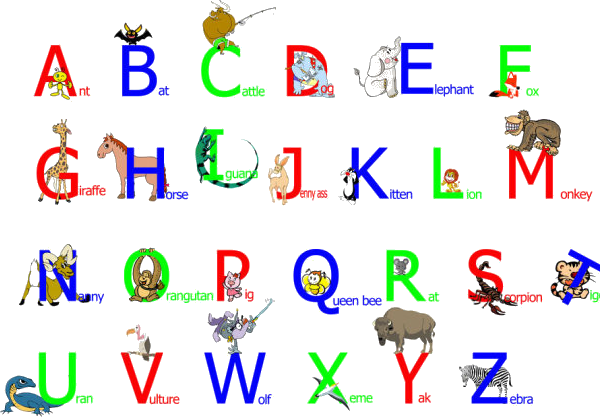 Ant Bat Cattle Dog Elephant Fox
Giraffe Horse Iguana Jenny ass Kitten Lion Monkey
Nanny Orangutan Pig Queen bee Rat Scorpion Tige
Uran Vulture Wolf Xeme Yak Zebra